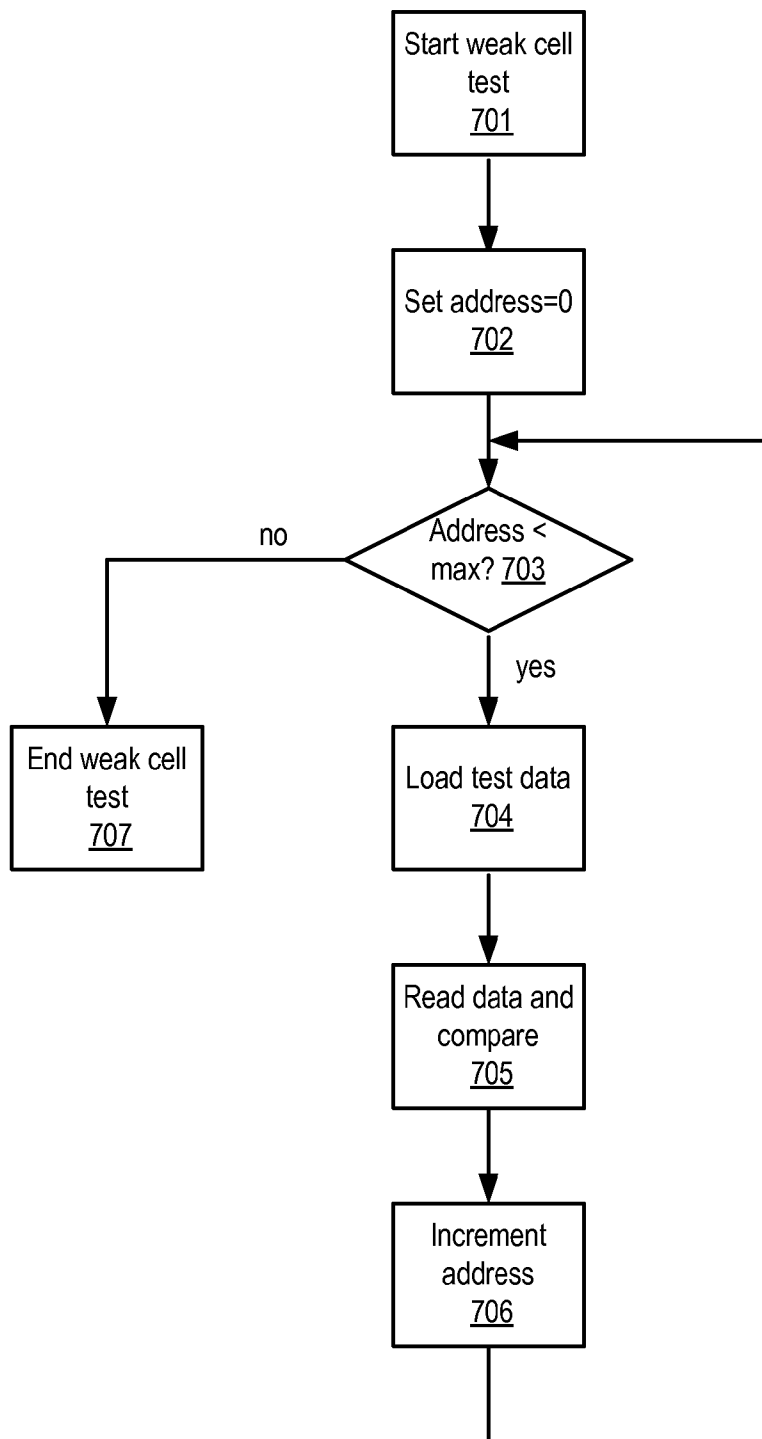 Start weak cell
test
701
Set address=0
702
no
Address <
max? 703
yes
End weak cell
test
707
Load test data
704
Read data and
compare
705
Increment
address
706